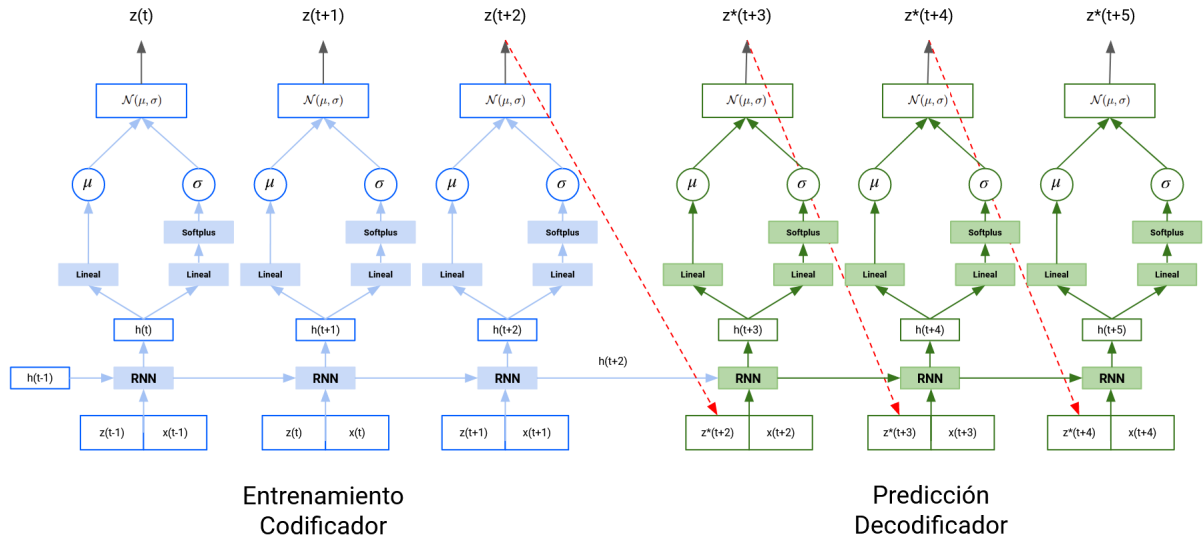 z(t) z(t+1) z(t+2) z*(t+3) z*(t+4) z*(t+5)
𝒩(μ, σ) 𝒩(μ, σ) 𝒩(μ, σ) 𝒩(μ, σ) 𝒩(μ, σ) 𝒩(μ, σ)
μ σ μ σ μ σ μ σ μ σ μ σ
Softplus Softplus Softplus Softplus Softplus Softplus
Lineal Lineal Lineal Lineal Lineal Lineal Lineal Lineal Lineal Lineal Lineal Lineal
h(t) h(t+1) h(t+2) h(t+3) h(t+4) h(t+5)
h(t+2)
h(t-1) RNN RNN RNN RNN RNN RNN
z(t-1) x(t-1) z(t) x(t) z(t+1) x(t+1) z*(t+2) x(t+2) z*(t+3) x(t+3) z*(t+4) x(t+4)
Entrenamiento Predicción
Codificador Decodificador